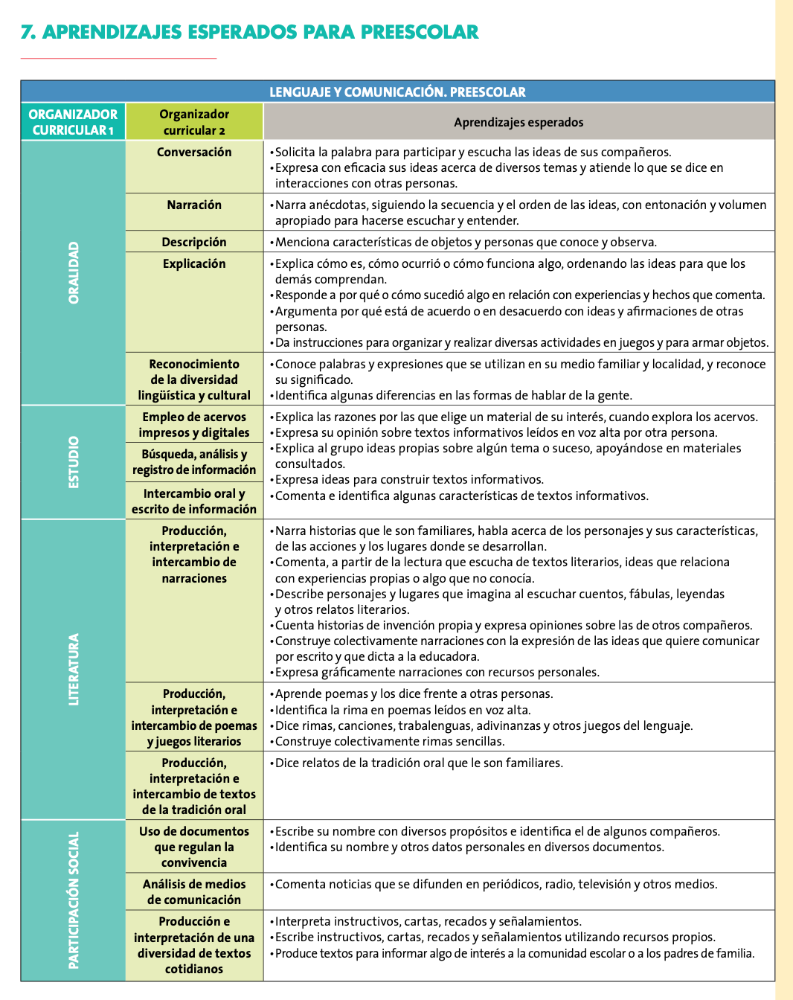 7. APRENDIZAJES ESPERADOS PARA PREESCOLAR
LENGUAJE Y COMUNICACIÓN. PREESCOLAR
ORGANIZADOR
CURRICULAR 1
Organizador
curricular 2
Aprendizajes esperados
ORALIDAD
Conversación
•Solicita la palabra para participar y escucha las ideas de sus compañeros.
•Expresa con eficacia sus ideas acerca de diversos temas y atiende lo que se dice en
interacciones con otras personas.
Narración
•Narra anécdotas, siguiendo la secuencia y el orden de las ideas, con entonación y volumen
apropiado para hacerse escuchar y entender.
Descripción
•Menciona características de objetos y personas que conoce y observa.
Explicación
•Explica cómo es, cómo ocurrió o cómo funciona algo, ordenando las ideas para que los
demás comprendan.
•Responde a por qué o cómo sucedió algo en relación con experiencias y hechos que comenta.
•Argumenta por qué está de acuerdo o en desacuerdo con ideas y afirmaciones de otras
personas.
•Da instrucciones para organizar y realizar diversas actividades en juegos y para armar objetos.
Reconocimiento
de la diversidad
lingüística y cultural
•Conoce palabras y expresiones que se utilizan en su medio familiar y localidad, y reconoce
su significado.
•Identifica algunas diferencias en las formas de hablar de la gente.
ESTUDIO
Empleo de acervos
impresos y digitales
Búsqueda, análisis y
registro de información
Intercambio oral y
escrito de información
•Explica las razones por las que elige un material de su interés, cuando explora los acervos.
•Expresa su opinión sobre textos informativos leídos en voz alta por otra persona.
•Explica al grupo ideas propias sobre algún tema o suceso, apoyándose en materiales
consultados.
•Expresa ideas para construir textos informativos.
•Comenta e identifica algunas características de textos informativos.
LITERATURA
Producción,
interpretación e
intercambio de
narraciones
•Narra historias que le son familiares, habla acerca de los personajes y sus características,
de las acciones y los lugares donde se desarrollan.
•Comenta, a partir de la lectura que escucha de textos literarios, ideas que relaciona
con experiencias propias o algo que no conocía.
•Describe personajes y lugares que imagina al escuchar cuentos, fábulas, leyendas
y otros relatos literarios.
•Cuenta historias de invención propia y expresa opiniones sobre las de otros compañeros.
•Construye colectivamente narraciones con la expresión de las ideas que quiere comunicar
por escrito y que dicta a la educadora.
•Expresa gráficamente narraciones con recursos personales.
Producción,
interpretación e
intercambio de poemas
y juegos literarios
•Aprende poemas y los dice frente a otras personas.
•Identifica la rima en poemas leídos en voz alta.
•Dice rimas, canciones, trabalenguas, adivinanzas y otros juegos del lenguaje.
•Construye colectivamente rimas sencillas.
Producción,
interpretación e
intercambio de textos
de la tradición oral
•Dice relatos de la tradición oral que le son familiares.
PARTICIPACIÓN SOCIAL
Uso de documentos
que regulan la
convivencia
•Escribe su nombre con diversos propósitos e identifica el de algunos compañeros.
•Identifica su nombre y otros datos personales en diversos documentos.
Análisis de medios
de comunicación
•Comenta noticias que se difunden en periódicos, radio, televisión y otros medios.
Producción e
interpretación de una
diversidad de textos
cotidianos
•Interpreta instructivos, cartas, recados y señalamientos.
•Escribe instructivos, cartas, recados y señalamientos utilizando recursos propios.
•Produce textos para informar algo de interés a la comunidad escolar o a los padres de familia.